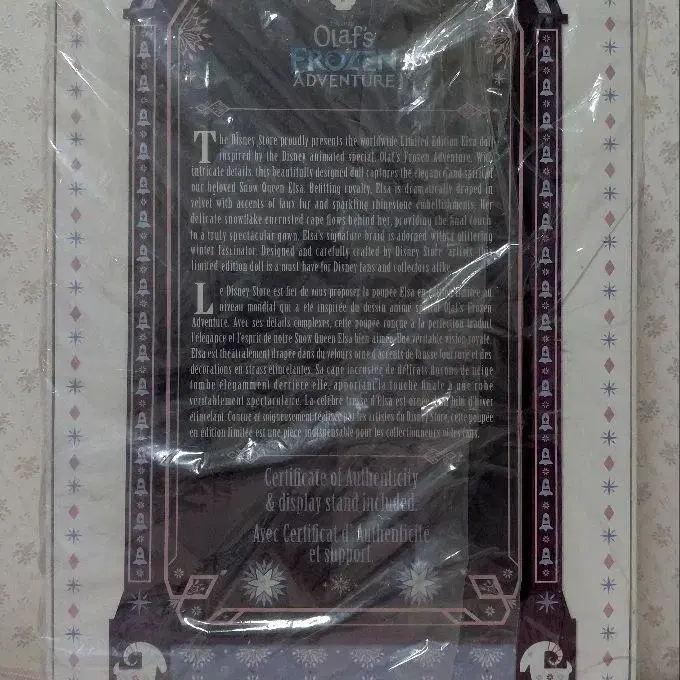 Olaf's
FROZEN
ADVENTURE
The Disney Store proudly presents the worldwide Limited Edition Elsa doll
inspired by the Disney animated special, Olaf's Frozen Adventure. With
intricate details, this beautifully designed doll captures the elegance and spirit of
our beloved Snow Queen Elsa. Befitting royalty, Elsa is dramatically draped in
velvet with accents of faux fur and sparkling rhinestone embellishments. Her
delicate snowflake encrusted cape flows behind her, providing the final touch
to a truly spectacular gown. Elsa's signature braid is adorned with a glittering
winter fascinator. Designed and carefully crafted by Disney Store artists,
limited edition doll is a must have for Disney fans and collectors alike.
Le Disney Store est fier de vous proposer la poupée Elsa en édition limitée au
niveau mondial qui a été inspirée du dessin animé Olaf's Frozen
Adventure. Avec ses détails complexes, cette poupée conçue à la perfection traduit
l'élégance et l'esprit de notre Snow Queen Elsa bien aimée. Une véritable vision royale,
Elsa est théâtralement drapée dans du velours orné d'accents de fausse fourrure et des
décorations en strass étincelantes. Sa cape incrustée de délicats flocons de neige
tombe élégamment derrière elle, apportant la touche finale à une robe
véritablement spectaculaire. La célèbre tresse d'Elsa est ornée d'un bibi d'hiver
étincelant. Conçue et soigneusement réalisée par les artistes du Disney Store, cette poupée
en édition limitée est une pièce indispensable pour les collectionneurs et les fans.
Certificate of Authenticity
& display stand included.
Avec Certificat d'Authenticité
et support.